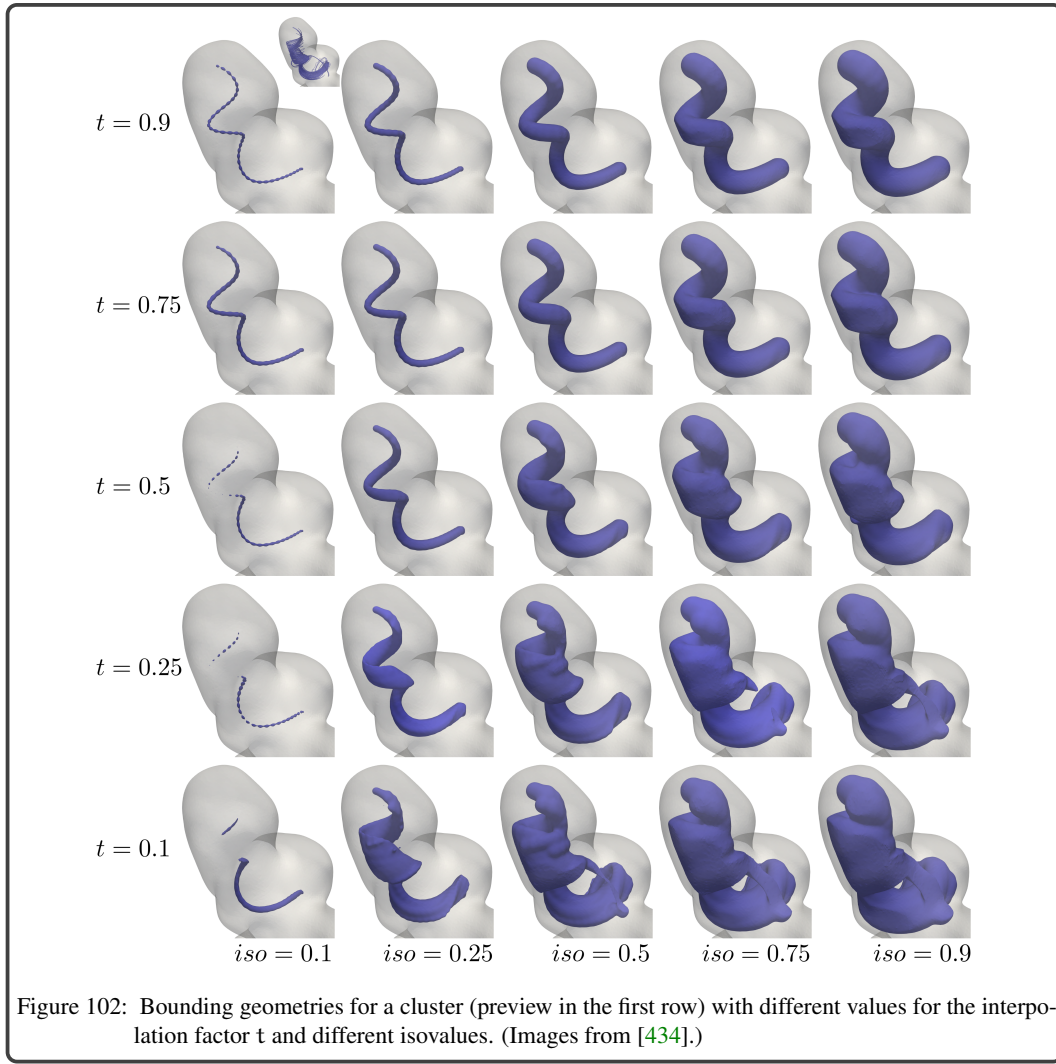 t = 0.9
t = 0.75
t = 0.5
t = 0.25
t = 0.1
iso = 0.1 iso = 0.25 iso = 0.5 iso = 0.75 iso = 0.9
Figure 102: Bounding geometries for a cluster (preview in the first row) with different values for the interpo-
lation factor t and different isovalues. (Images from [434].)